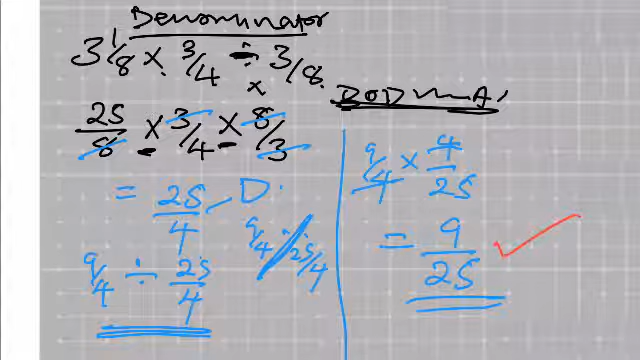 Denominator
3 1/8 × 3/4 ÷ 3/8
×
25/8 × 3/4 × 8/3
= 25/4, D.
9/4 / 25/4
9/4 ÷ 25/4
BODMAS
9/4 × 4/25
= 9/25